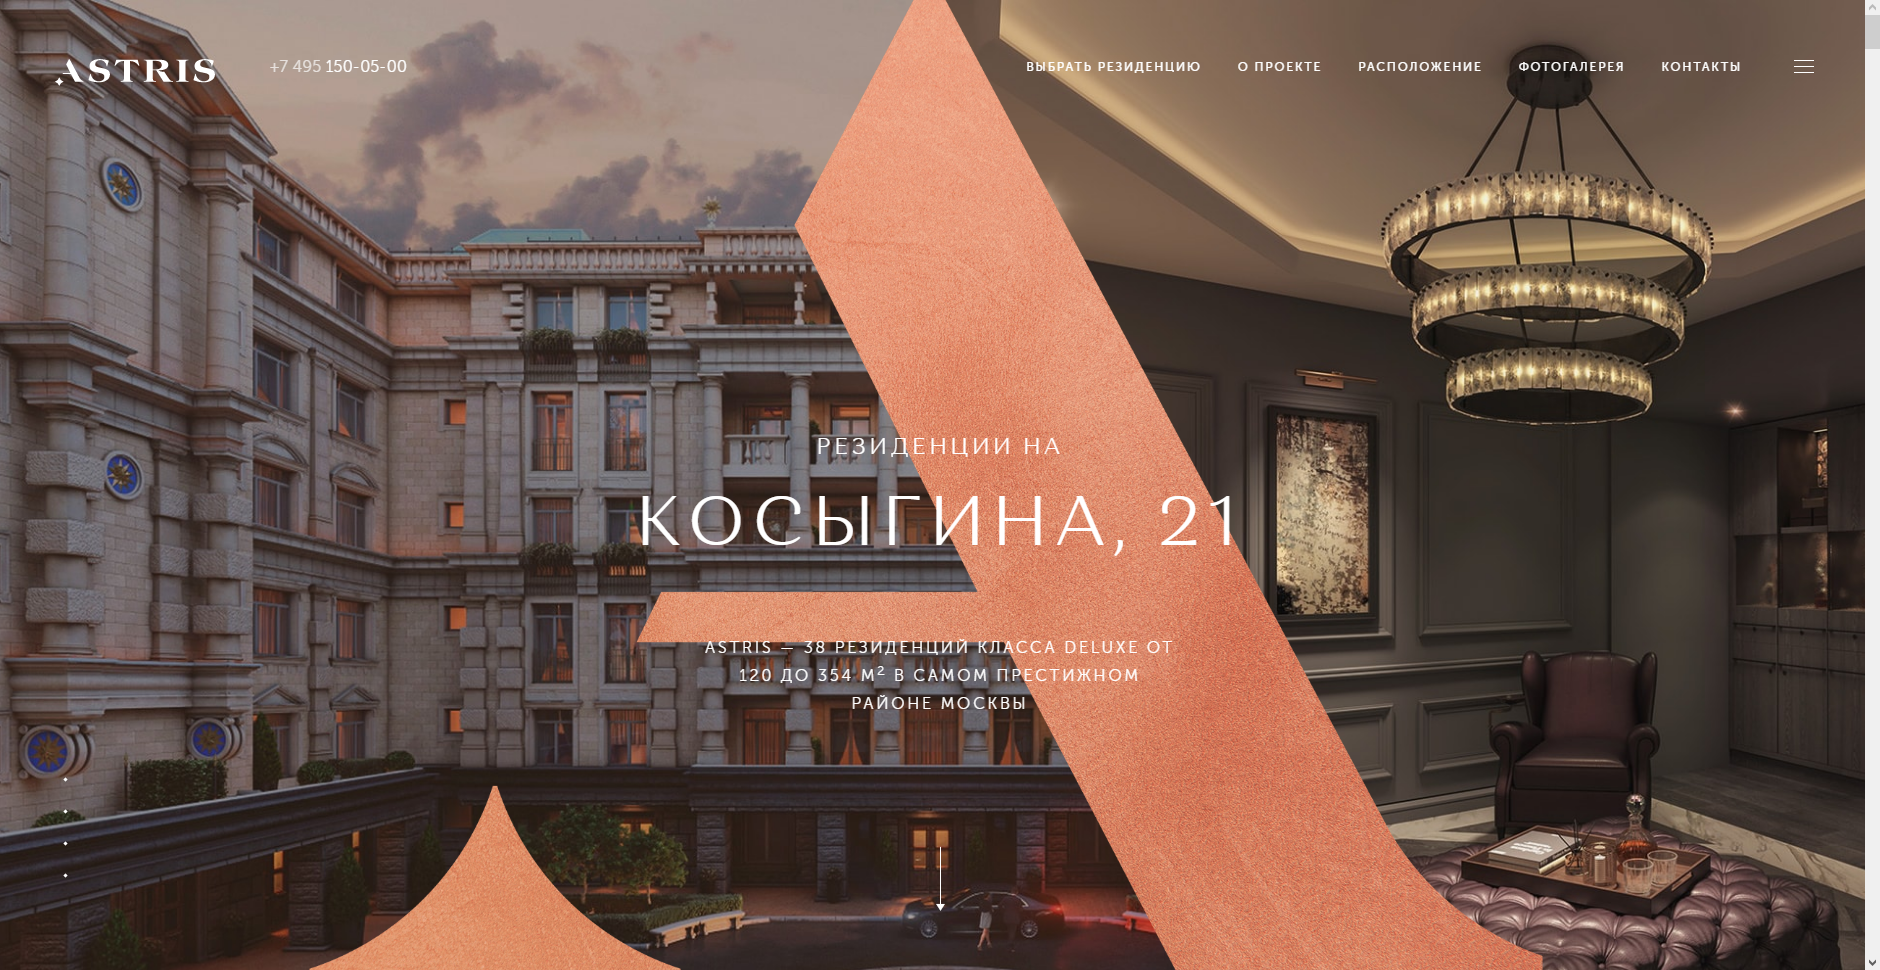 ASTRIS
+7 495 150-05-00
ВЫБРАТЬ РЕЗИДЕНЦИЮ
О ПРОЕКТЕ
РАСПОЛОЖЕНИЕ
ФОТОГАЛЕРЕЯ
КОНТАКТЫ
РЕЗИДЕНЦИИ НА
КОСЫГИНА, 21
ASTRIS — 38 РЕЗИДЕНЦИЙ КЛАССА DELUXE ОТ
120 ДО 354 М² В САМОМ ПРЕСТИЖНОМ
РАЙОНЕ МОСКВЫ